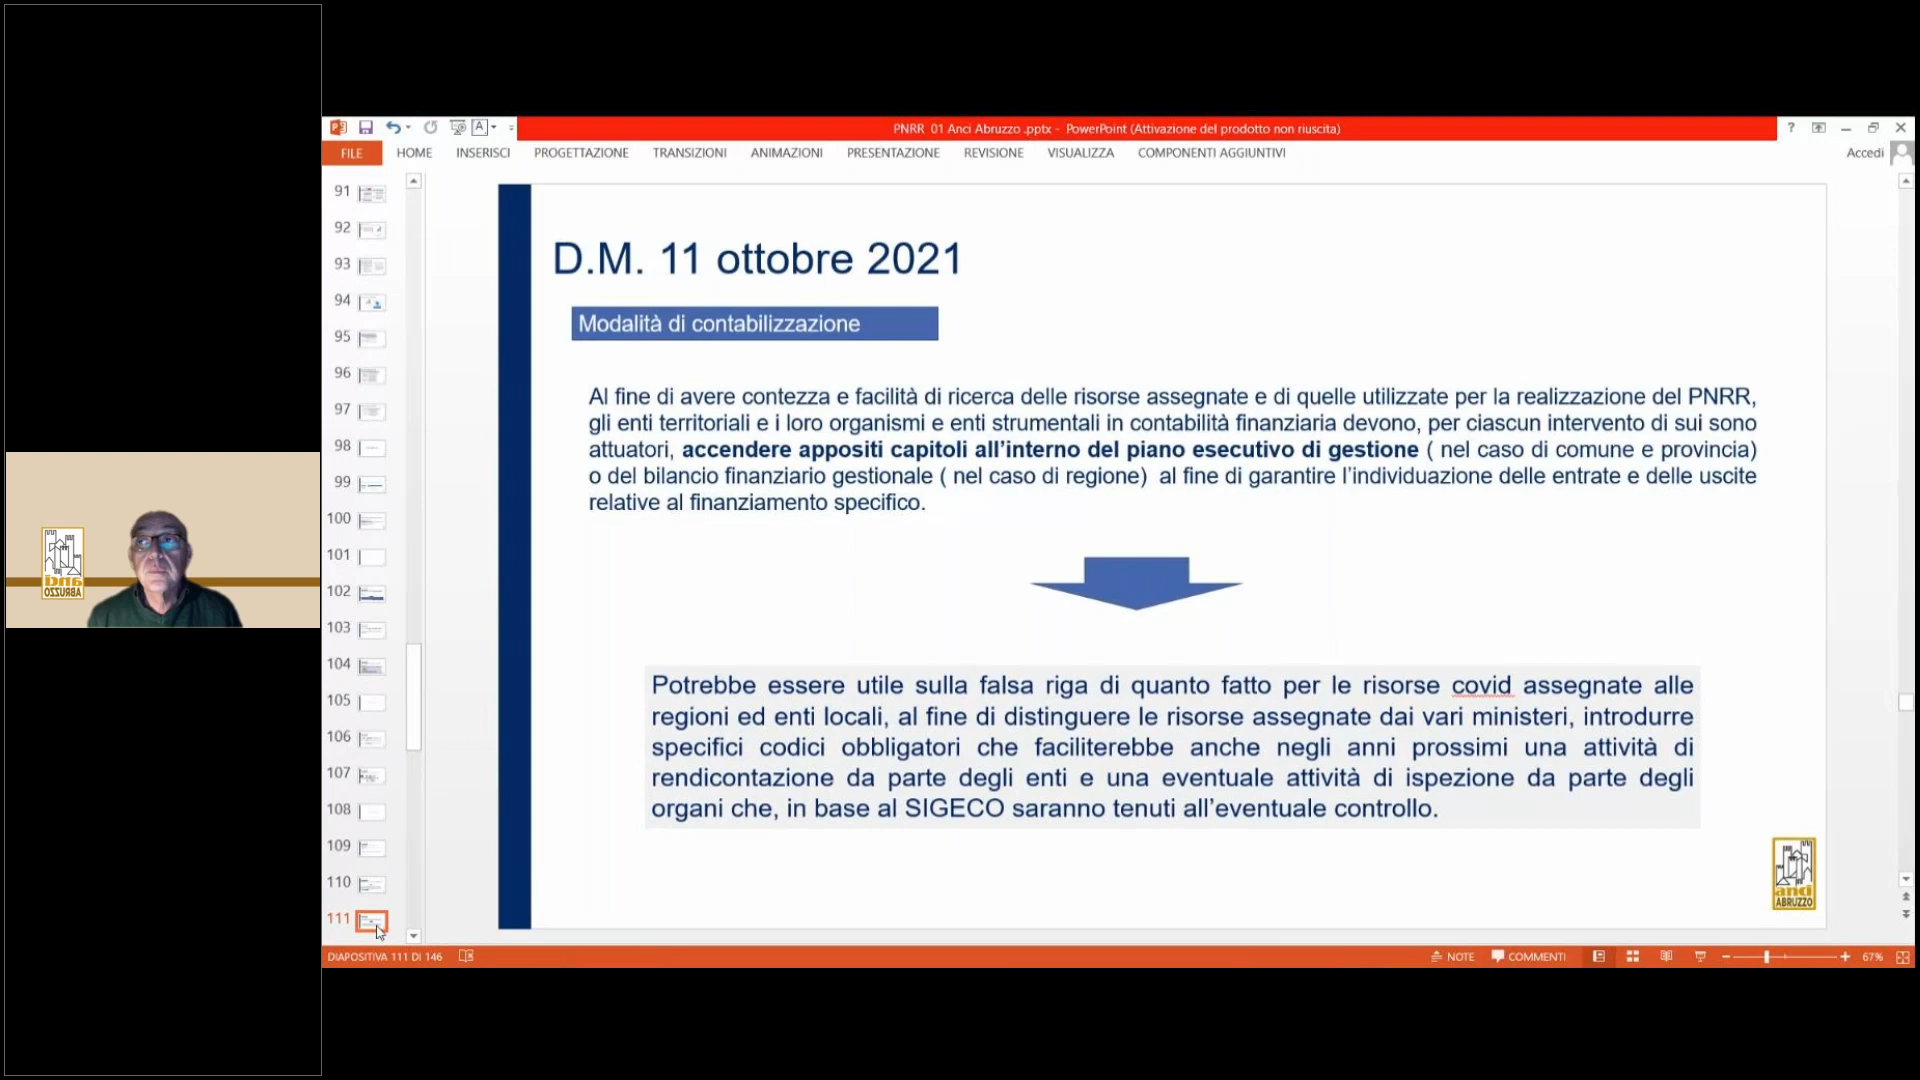 PNRR 01 Anci Abruzzo .pptx - PowerPoint (Attivazione del prodotto non riuscita)
FILE HOME INSERISCI PROGETTAZIONE TRANSIZIONI ANIMAZIONI PRESENTAZIONE REVISIONE VISUALIZZA COMPONENTI AGGIUNTIVI Accedi
91
92
93
94
95
96
97
98
99
100
101
102
103
104
105
106
107
108
109
110
111
D.M. 11 ottobre 2021
Modalità di contabilizzazione
Al fine di avere contezza e facilità di ricerca delle risorse assegnate e di quelle utilizzate per la realizzazione del PNRR,
gli enti territoriali e i loro organismi e enti strumentali in contabilità finanziaria devono, per ciascun intervento di sui sono
attuatori, accendere appositi capitoli all'interno del piano esecutivo di gestione ( nel caso di comune e provincia)
o del bilancio finanziario gestionale ( nel caso di regione) al fine di garantire l'individuazione delle entrate e delle uscite
relative al finanziamento specifico.
Potrebbe essere utile sulla falsa riga di quanto fatto per le risorse covid assegnate alle
regioni ed enti locali, al fine di distinguere le risorse assegnate dai vari ministeri, introdurre
specifici codici obbligatori che faciliterebbe anche negli anni prossimi una attività di
rendicontazione da parte degli enti e una eventuale attività di ispezione da parte degli
organi che, in base al SIGECO saranno tenuti all'eventuale controllo.
anci
ABRUZZO
anci
ABRUZZO
DIAPOSITIVA 111 DI 146 NOTE COMMENTI 67%